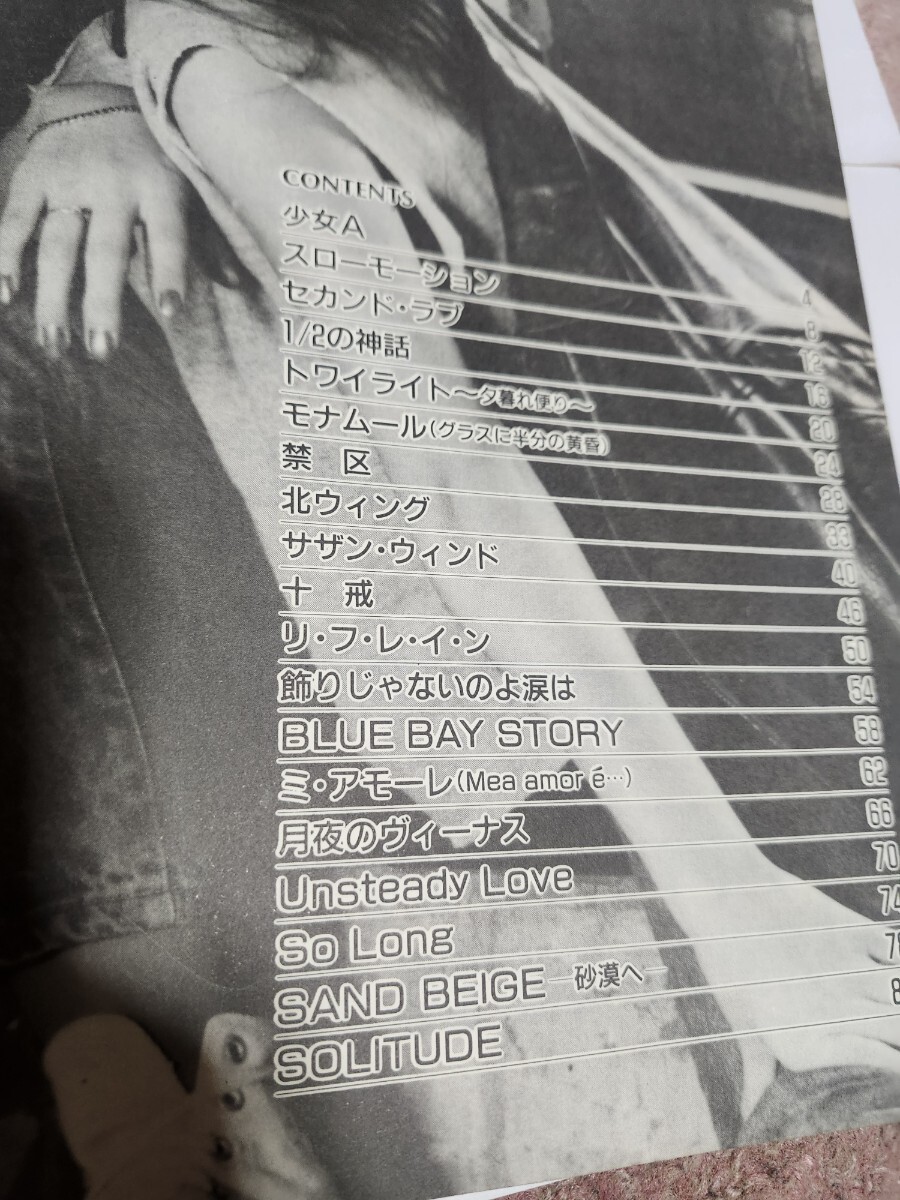 CONTENTS
少女A 4
スローモーション 8
セカンド・ラブ 12
1/2の神話 16
トワイライト〜夕暮れ便り〜 20
モナムール(グラスに半分の黄昏) 24
禁 区 28
北ウィング 33
サザン・ウィンド 40
十 戒 46
リ・フ・レ・イ・ン 50
飾りじゃないのよ涙は 54
BLUE BAY STORY 58
ミ・アモーレ(Mea amor é…) 62
月夜のヴィーナス 66
Unsteady Love 70
So Long 74
SAND BEIGE―砂漠へ―
SOLITUDE